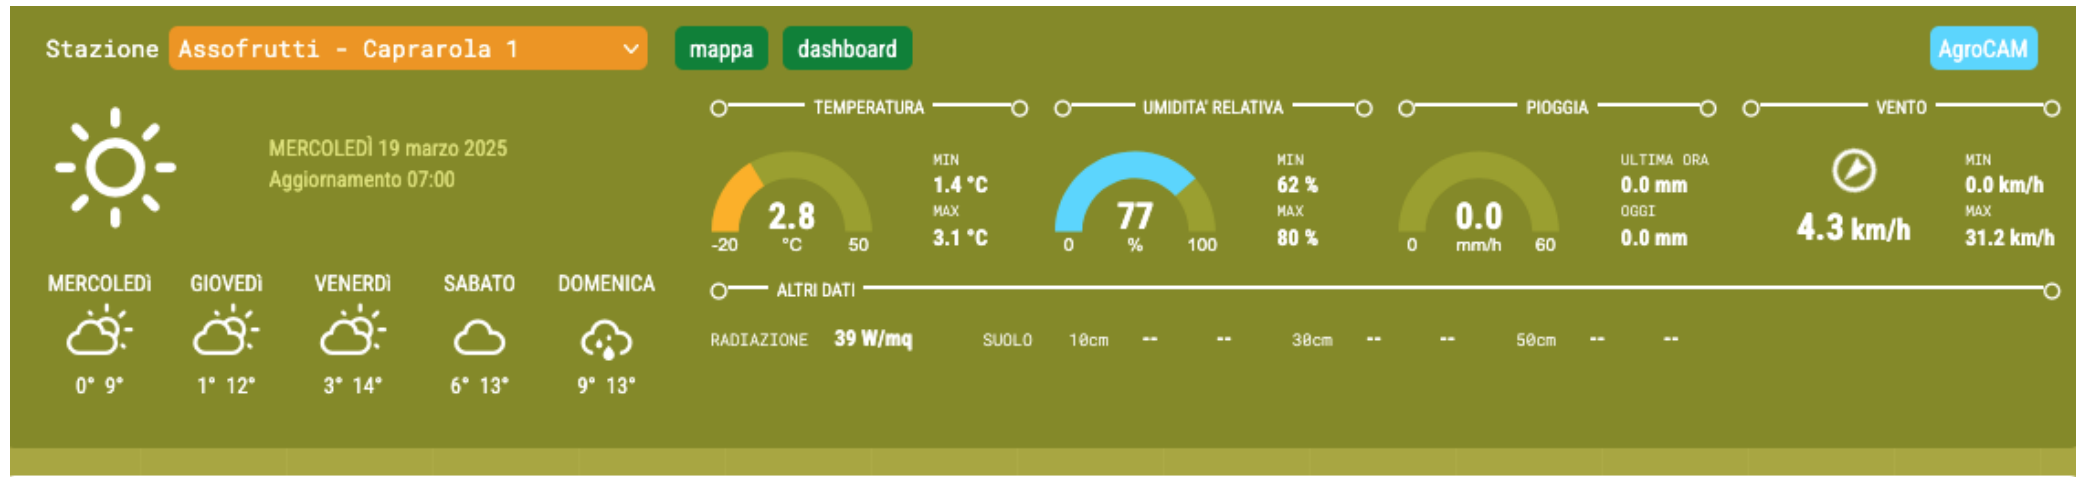 Stazione Assofrutti - Caprarola 1 mappa dashboard AgroCAM
MERCOLEDÌ 19 marzo 2025
Aggiornamento 07:00
MERCOLEDÌ GIOVEDÌ VENERDÌ SABATO DOMENICA
0° 9° 1° 12° 3° 14° 6° 13° 9° 13°
TEMPERATURA
2.8
°C
-20 50
MIN
1.4 °C
MAX
3.1 °C
UMIDITA' RELATIVA
77
%
0 100
MIN
62 %
MAX
80 %
PIOGGIA
0.0
mm/h
0 60
ULTIMA ORA
0.0 mm
OGGI
0.0 mm
VENTO
4.3 km/h
MIN
0.0 km/h
MAX
31.2 km/h
ALTRI DATI
RADIAZIONE 39 W/mq SUOLO 10cm -- -- 30cm -- -- 50cm -- --